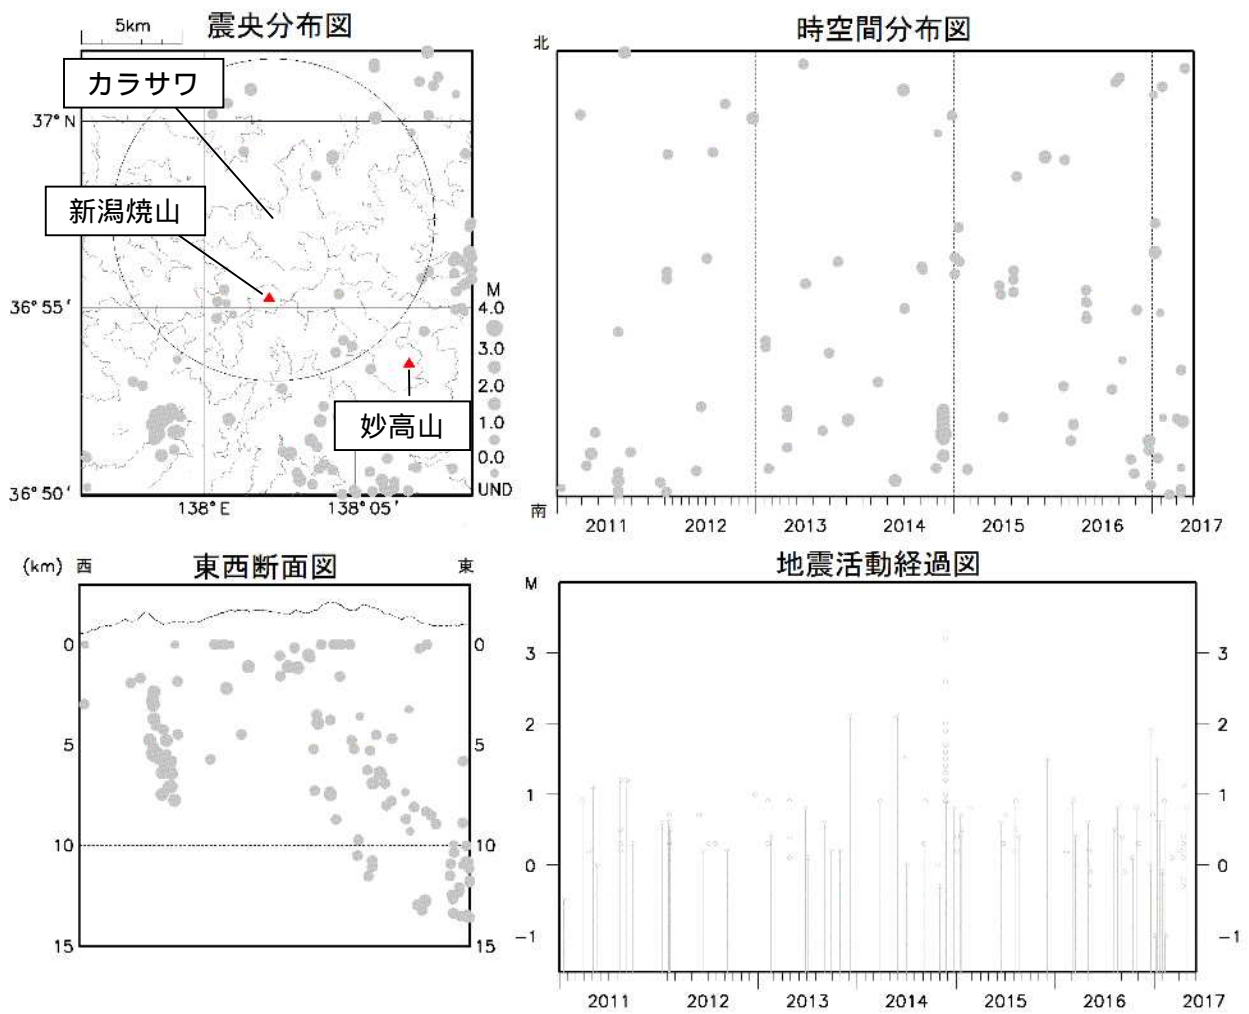 震央分布図
5km
カラサワ
37°N
新潟焼山
36°55′
妙高山
36°50′
138°E
138°05′
M
4.0
3.0
2.0
1.0
0.0
UND
時空間分布図
北
南
2011
2012
2013
2014
2015
2016
2017
東西断面図
(km)
西
東
0
0
5
5
10
10
15
15
地震活動経過図
M
3
3
2
2
1
1
0
0
-1
-1
2011
2012
2013
2014
2015
2016
2017